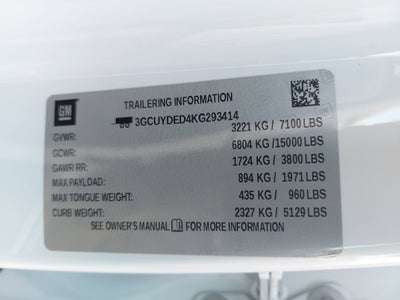 GM
TRAILERING INFORMATION
3GCUYDED4KG293414
GVWR: 3221 KG / 7100 LBS
GCWR: 6804 KG /15000 LBS
GAWR-RR: 1724 KG / 3800 LBS
MAX PAYLOAD: 894 KG / 1971 LBS
MAX TONGUE WEIGHT: 435 KG / 960 LBS
CURB WEIGHT: 2327 KG / 5129 LBS
SEE OWNER'S MANUAL FOR MORE INFORMATION